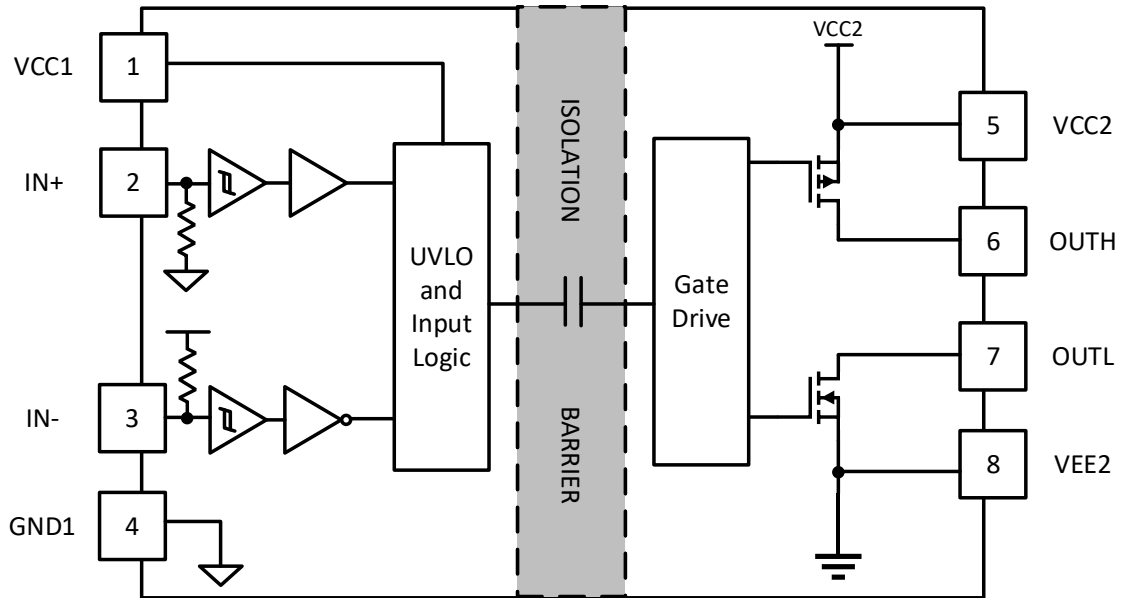 VCC1
1
IN+
2
IN-
3
GND1
4
UVLO
and
Input
Logic
ISOLATION
BARRIER
Gate
Drive
VCC2
5
VCC2
6
OUTH
7
OUTL
8
VEE2